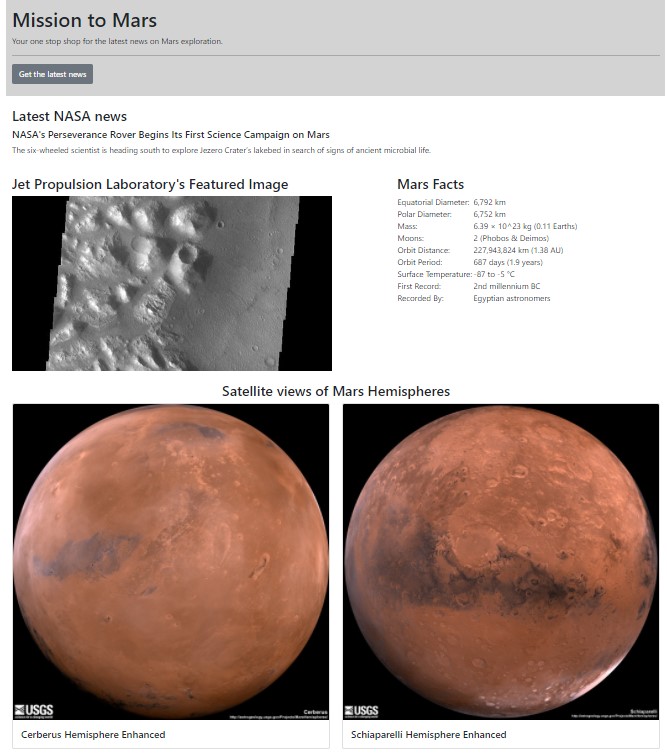 Mission to Mars
Your one stop shop for the latest news on Mars exploration.
Get the latest news
Latest NASA news
NASA's Perseverance Rover Begins Its First Science Campaign on Mars
The six-wheeled scientist is heading south to explore Jezero Crater's lakebed in search of signs of ancient microbial life.
Jet Propulsion Laboratory's Featured Image
Mars Facts
Equatorial Diameter: 6,792 km
Polar Diameter: 6,752 km
Mass: 6.39 × 10^23 kg (0.11 Earths)
Moons: 2 (Phobos & Deimos)
Orbit Distance: 227,943,824 km (1.38 AU)
Orbit Period: 687 days (1.9 years)
Surface Temperature: -87 to -5 °C
First Record: 2nd millennium BC
Recorded By: Egyptian astronomers
Satellite views of Mars Hemispheres
USGS
Cerberus
USGS
Schiaparelli
Cerberus Hemisphere Enhanced
Schiaparelli Hemisphere Enhanced